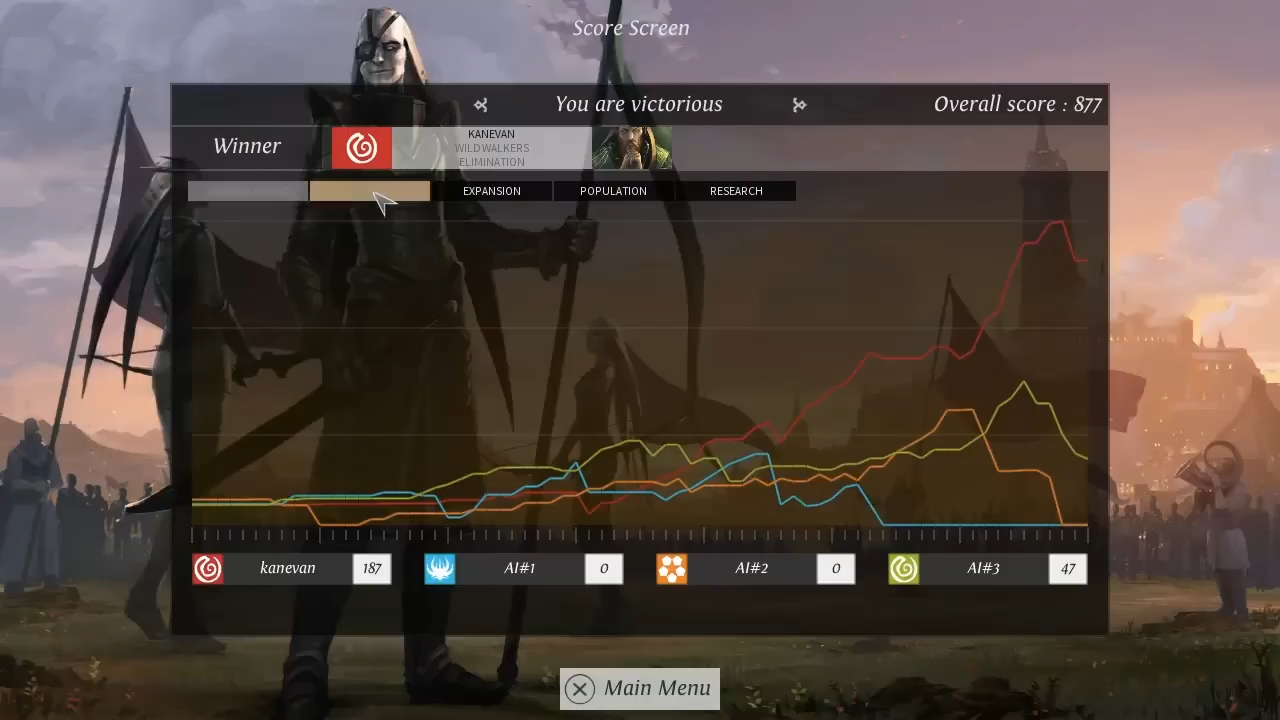 Score Screen
You are victorious
Overall score : 877
Winner
KANEVAN
WILDWALKERS
ELIMINATION
EXPANSION POPULATION RESEARCH
kanevan 187 AI#1 0 AI#2 0 AI#3 47
Main Menu